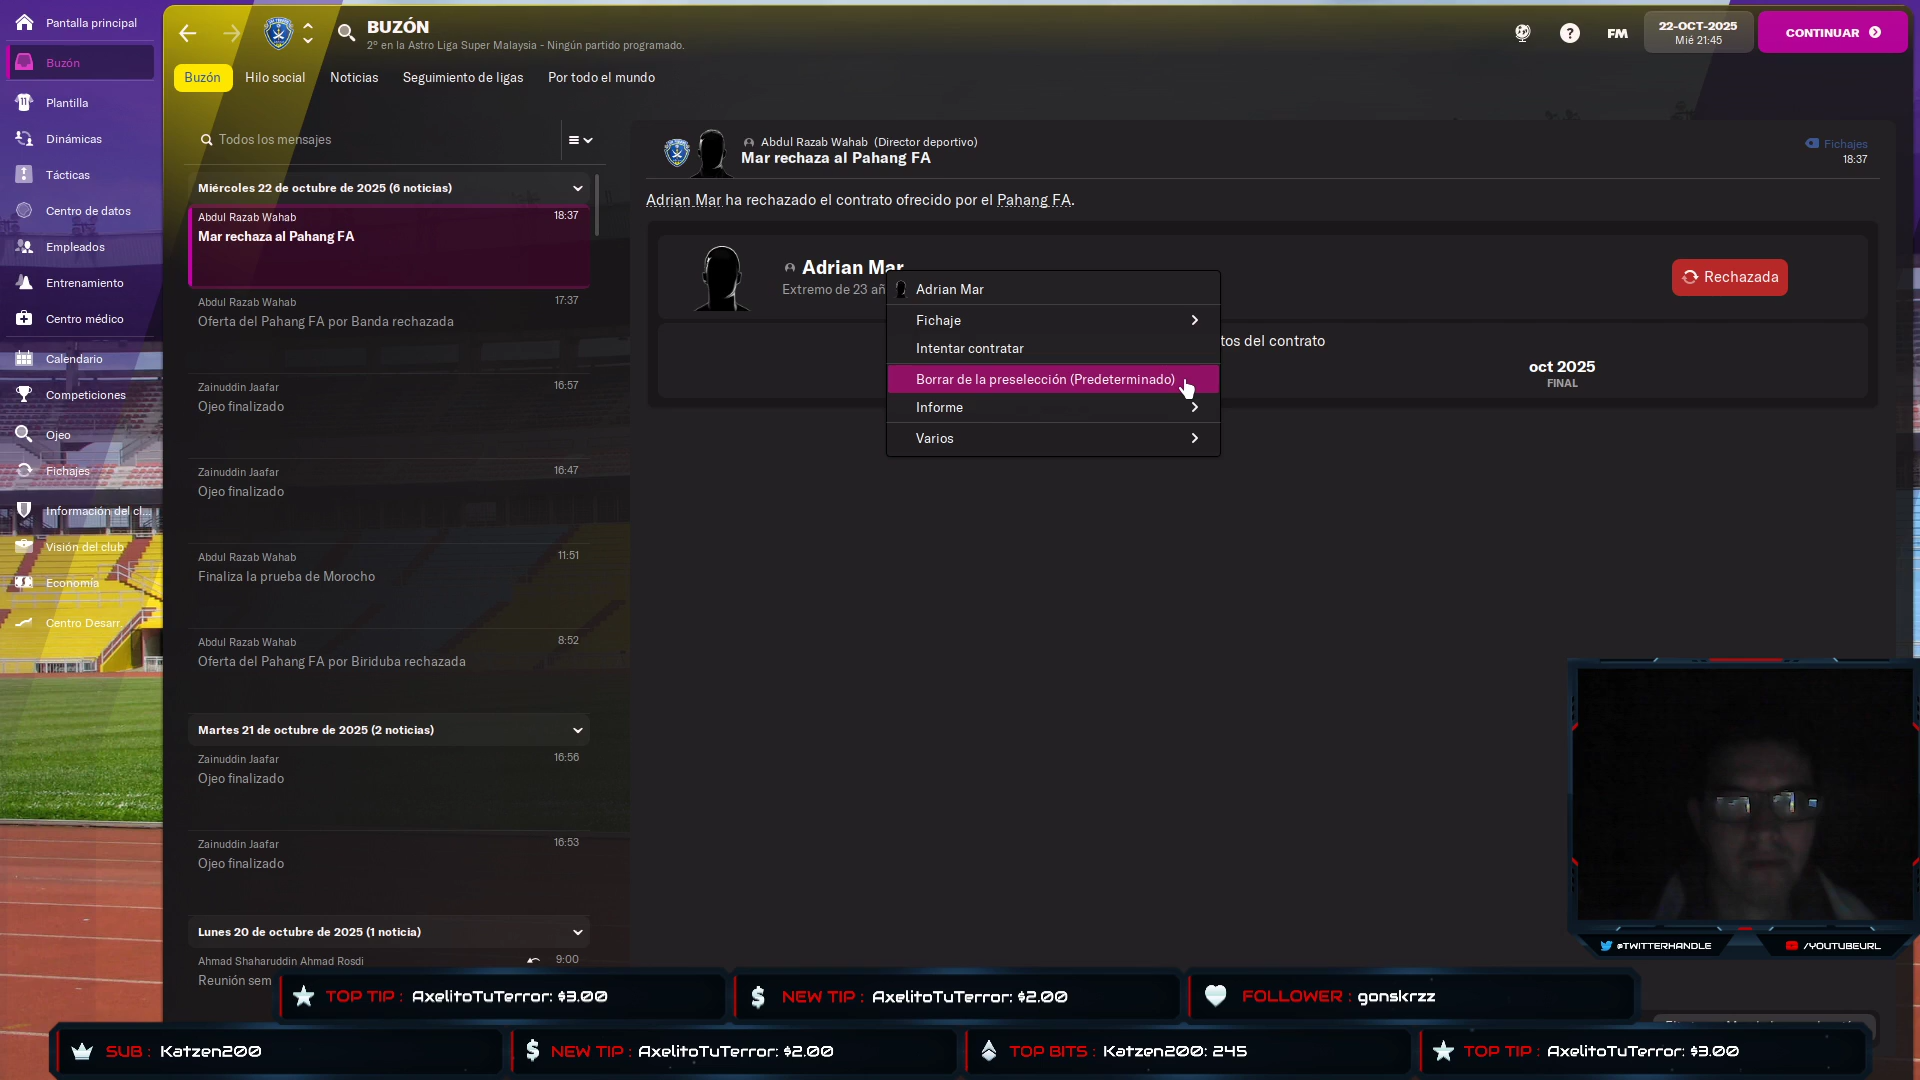 Pantalla principal
Buzón
Plantilla
Dinámicas
Tácticas
Centro de datos
Empleados
Entrenamiento
Centro médico
Calendario
Competiciones
Ojeo
Fichajes
Información del cl...
Visión del club
Economía
Centro Desarr.
BUZÓN
2º en la Astro Liga Super Malaysia - Ningún partido programado.
FM
22-OCT-2025
Mié 21:45
CONTINUAR
Buzón
Hilo social
Noticias
Seguimiento de ligas
Por todo el mundo
Todos los mensajes
Miércoles 22 de octubre de 2025 (6 noticias)
Abdul Razab Wahab 18:37
Mar rechaza al Pahang FA
Abdul Razab Wahab 17:37
Oferta del Pahang FA por Banda rechazada
Zainuddin Jaafar 16:57
Ojeo finalizado
Zainuddin Jaafar 16:47
Ojeo finalizado
Abdul Razab Wahab 11:51
Finaliza la prueba de Morocho
Abdul Razab Wahab 8:52
Oferta del Pahang FA por Biriduba rechazada
Martes 21 de octubre de 2025 (2 noticias)
Zainuddin Jaafar 16:56
Ojeo finalizado
Zainuddin Jaafar 16:53
Ojeo finalizado
Lunes 20 de octubre de 2025 (1 noticia)
Ahmad Shaharuddin Ahmad Rosdi 9:00
Reunión sem
Abdul Razab Wahab (Director deportivo)
Mar rechaza al Pahang FA
Fichajes
18:37
Adrian Mar ha rechazado el contrato ofrecido por el Pahang FA.
Adrian Mar
Extremo de 23 añ
Rechazada
tos del contrato
oct 2025
FINAL
Adrian Mar
Fichaje
Intentar contratar
Borrar de la preselección (Predeterminado)
Informe
Varios
@TWITTERHANDLE
/YOUTUBEURL
TOP TIP : AxelitoTuTerror: $3.00
NEW TIP : AxelitoTuTerror: $2.00
FOLLOWER : gonskrzz
SUB : Katzen200
NEW TIP : AxelitoTuTerror: $2.00
TOP BITS : Katzen200: 245
TOP TIP : AxelitoTuTerror: $3.00